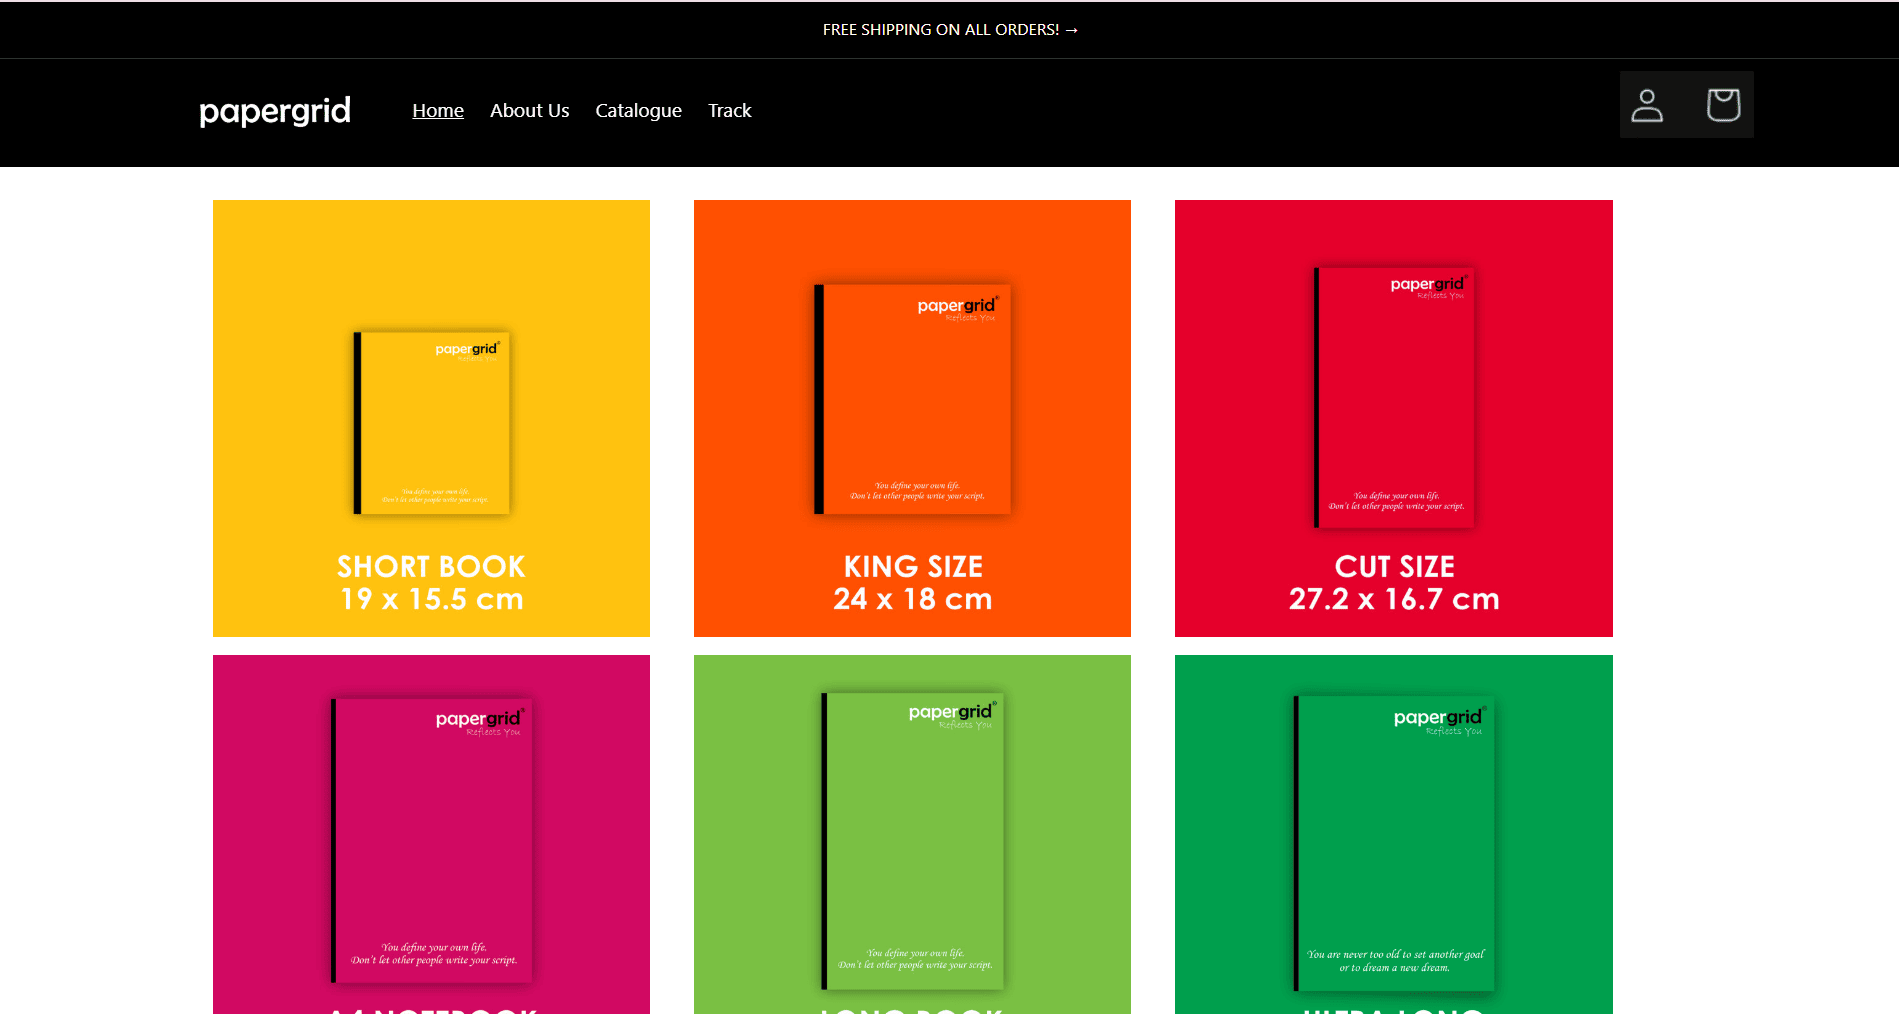 FREE SHIPPING ON ALL ORDERS! →
papergrid
Home
About Us
Catalogue
Track
papergrid®
Reflects You
You define your own life.
Don't let other people write your script.
SHORT BOOK
19 x 15.5 cm
papergrid®
Reflects You
You define your own life.
Don't let other people write your script.
KING SIZE
24 x 18 cm
papergrid®
Reflects You
You define your own life.
Don't let other people write your script.
CUT SIZE
27.2 x 16.7 cm
papergrid®
Reflects You
You define your own life.
Don't let other people write your script.
A4 NOTEBOOK
papergrid®
Reflects You
You define your own life.
Don't let other people write your script.
LONG BOOK
papergrid®
Reflects You
You are never too old to set another goal
or to dream a new dream.
ULTRA LONG